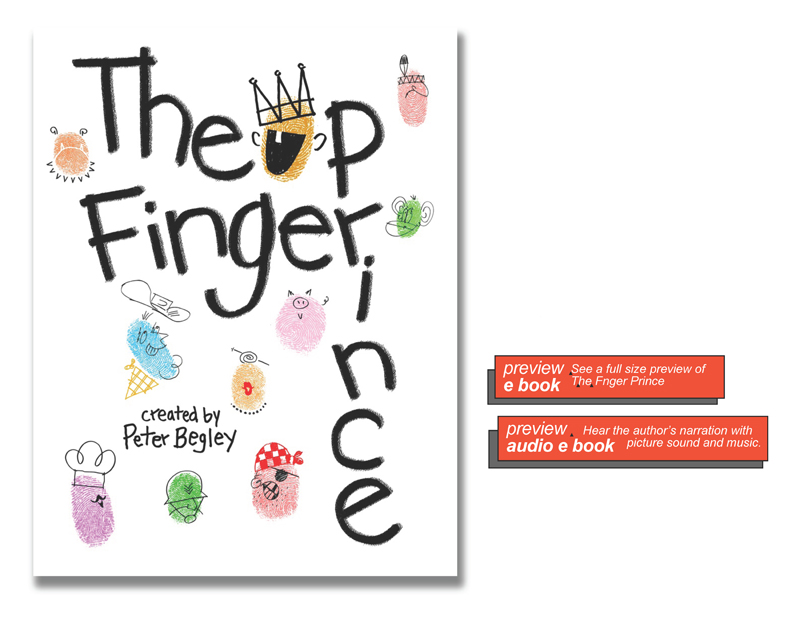 The
Finger
Prince
created by
Peter Begley
preview See a full size preview of
e book The Fnger Prince
preview Hear the author's narration with
audio e book picture sound and music.